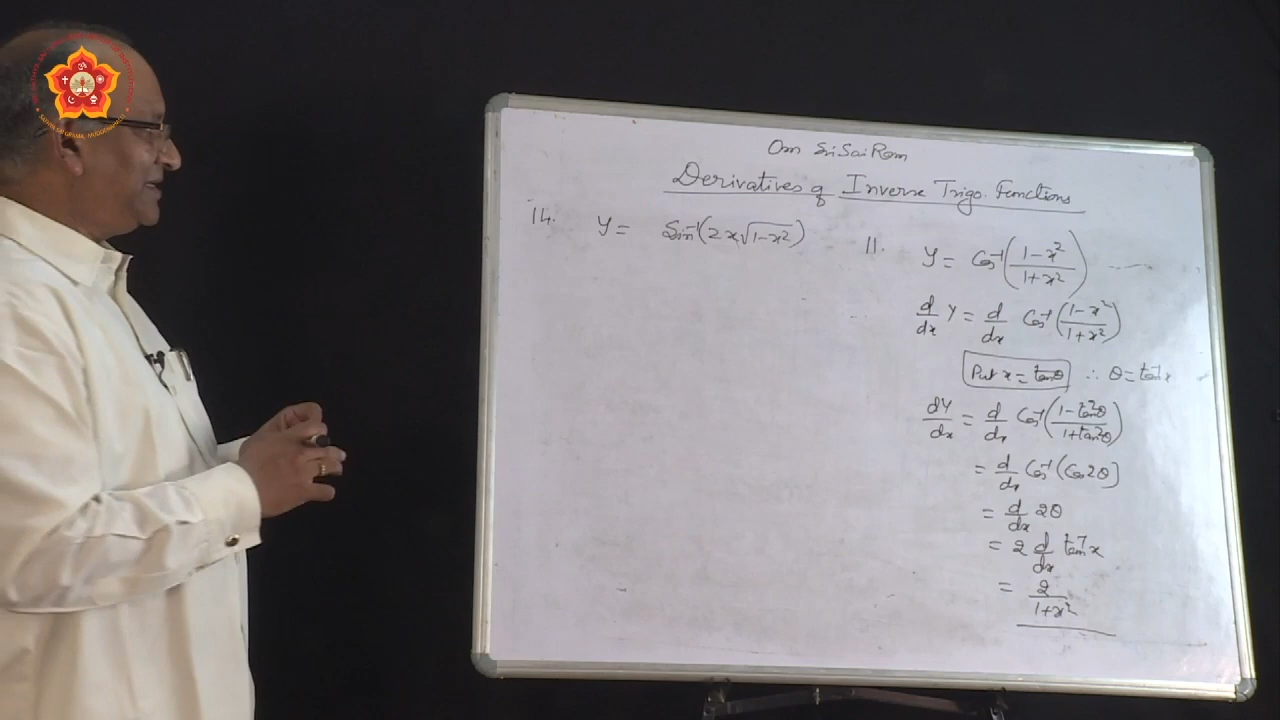 Om Sri Sai Ram
Derivatives of Inverse Trigo. Functions
14. y = Sin⁻¹(2x√(1-x²))
11. y = Cos⁻¹((1-x²)/(1+x²))
d/dx y = d/dx Cos⁻¹((1-x²)/(1+x²))
Put x = tanθ ∴ θ = tan⁻¹x
dy/dx = d/dx Cos⁻¹((1-tan²θ)/(1+tan²θ))
= d/dx Cos⁻¹(Cos2θ)
= d/dx 2θ
= 2 d/dx tan⁻¹x
= 2/(1+x²)